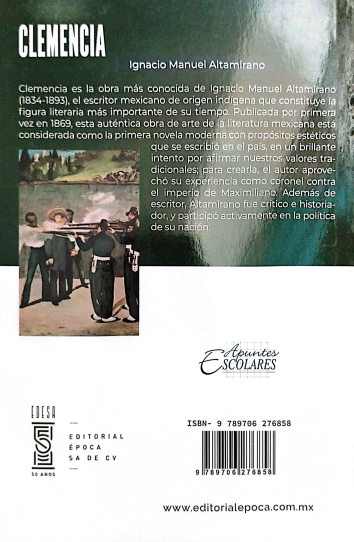 CLEMENCIA
Ignacio Manuel Altamirano
Clemencia es la obra más conocida de Ignacio Manuel Altamirano
(1834-1893), el escritor mexicano de origen indígena que constituye la
figura literaria más importante de su tiempo. Publicada por primera
vez en 1869, esta auténtica obra de arte de la literatura mexicana está
considerada como la primera novela moderna con propósitos estéticos
que se escribió en el país, en un brillante
intento por afirmar nuestros valores tra-
dicionales; para crearla, el autor aprove-
chó su experiencia como coronel contra
el imperio de Maximiliano. Además de
escritor, Altamirano fue crítico e historia-
dor, y participó activamente en la política
de su nación.
Apuntes
ESCOLARES
EDESA
50 AÑOS
EDITORIAL
ÉPOCA
SA DE CV
ISBN- 9 789706 276858
9 789706 276858
www.editorialepoca.com.mx